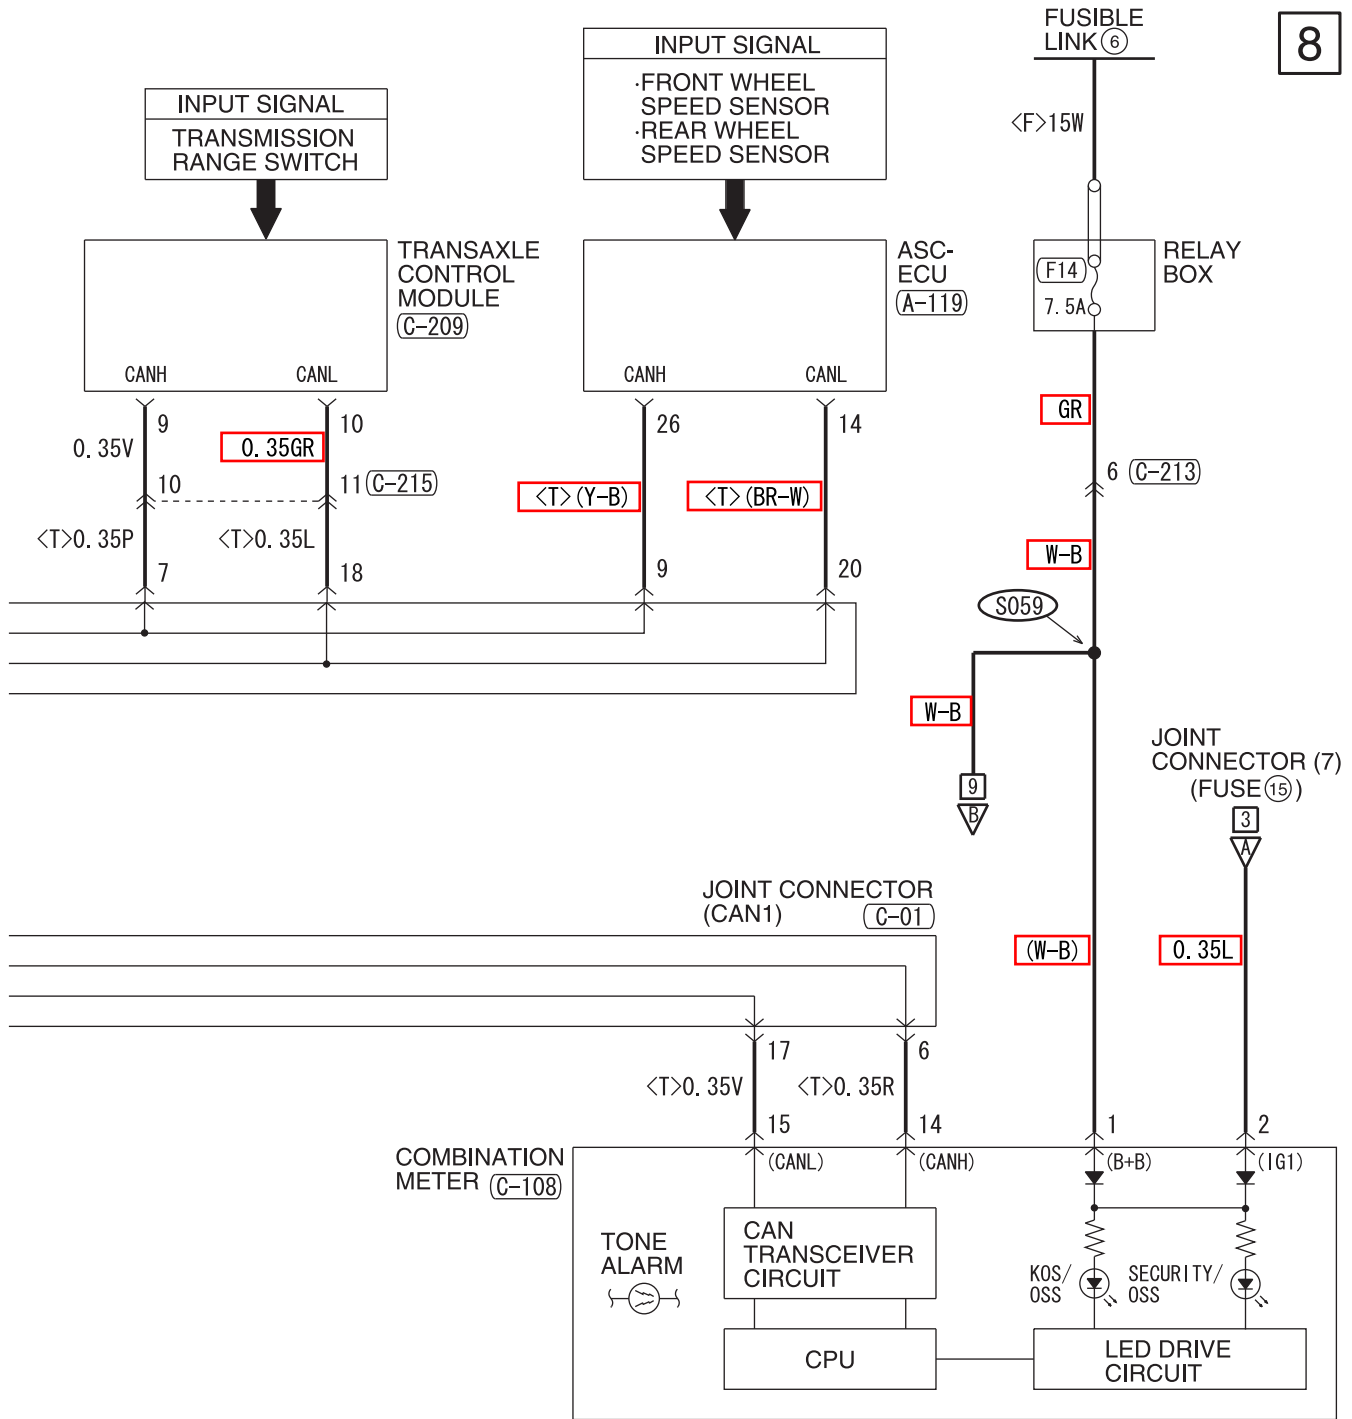 FUSIBLE
LINK 6
8
INPUT SIGNAL
·FRONT WHEEL
SPEED SENSOR
·REAR WHEEL
SPEED SENSOR
INPUT SIGNAL
TRANSMISSION
RANGE SWITCH
<F>15W
TRANSAXLE
CONTROL
MODULE
C-209
ASC-
ECU
A-119
F14
7.5A
RELAY
BOX
CANH
CANL
CANH
CANL
9
10
26
14
0.35V
0.35GR
GR
10
11
C-215
6
C-213
<T>(Y-B)
<T>(BR-W)
<T>0.35P
<T>0.35L
W-B
7
18
9
20
S059
W-B
9
B
JOINT
CONNECTOR (7)
(FUSE 15)
3
A
JOINT CONNECTOR
(CAN1)
C-01
(W-B)
0.35L
17
6
<T>0.35V
<T>0.35R
15
14
1
2
COMBINATION
METER
C-108
(CANL)
(CANH)
(B+B)
(IG1)
TONE
ALARM
CAN
TRANSCEIVER
CIRCUIT
KOS/
OSS
SECURITY/
OSS
CPU
LED DRIVE
CIRCUIT